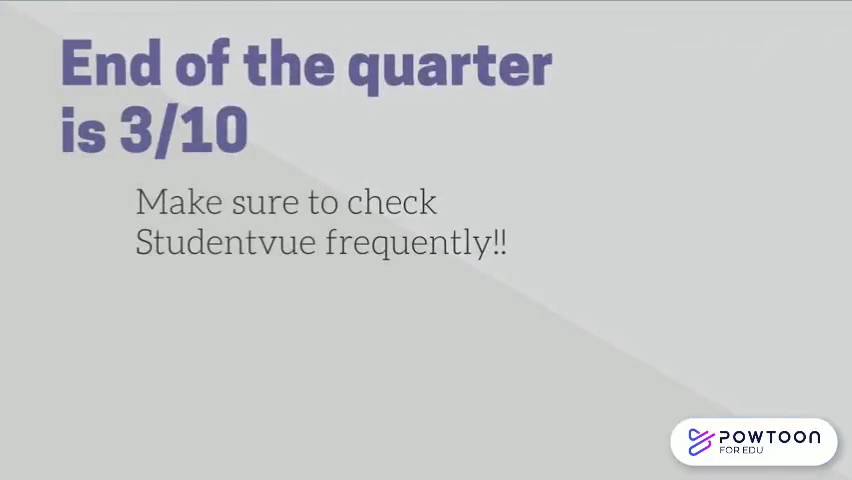 End of the quarter
is 3/10
Make sure to check
Studentvue frequently!!
POWTOON
FOR EDU